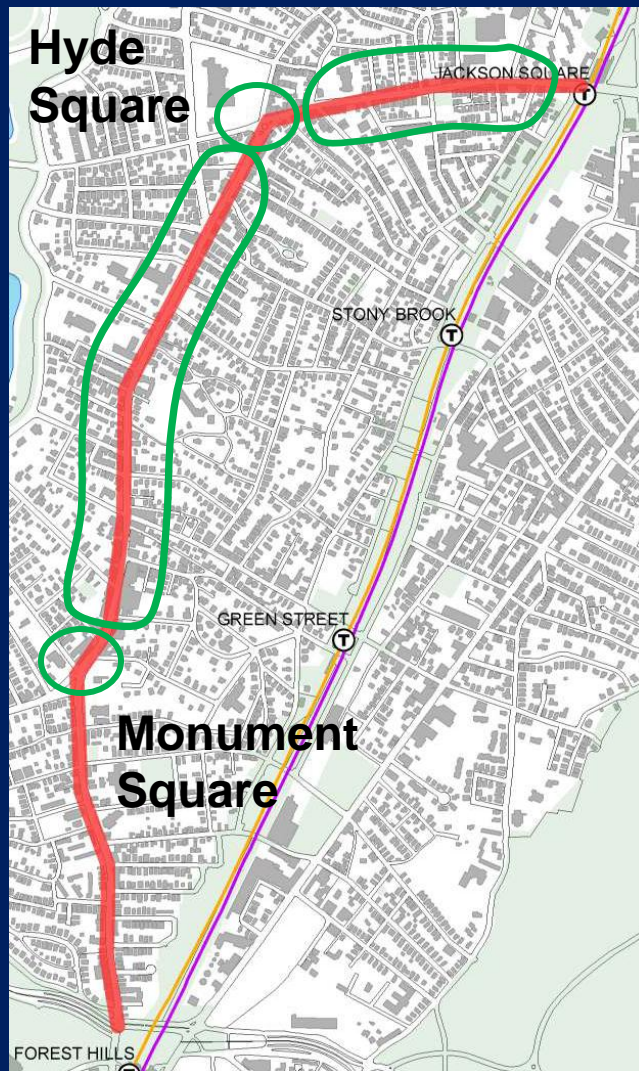 Hyde
Square
JACKSON SQUARE
T
STONY BROOK
T
GREEN STREET
T
Monument
Square
FOREST HILLS
T